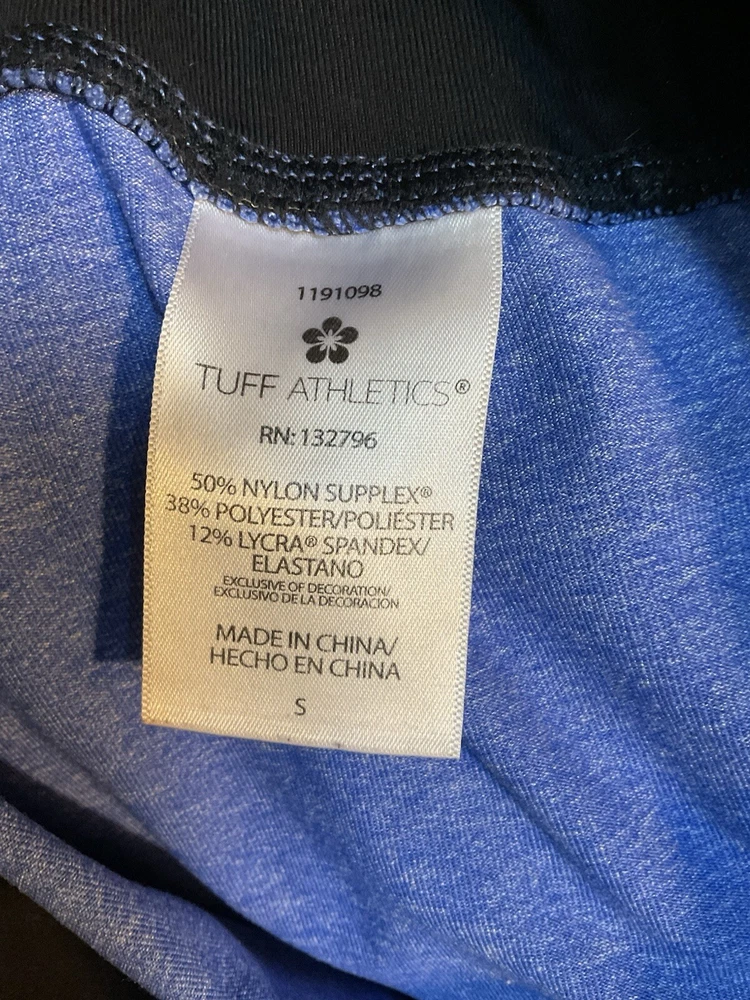 1191098
TUFF ATHLETICS®
RN: 132796
50% NYLON SUPPLEX®
38% POLYESTER/POLIÉSTER
12% LYCRA® SPANDEX/
ELASTANO
EXCLUSIVE OF DECORATION/
EXCLUSIVO DE LA DECORACIÓN
MADE IN CHINA/
HECHO EN CHINA
S